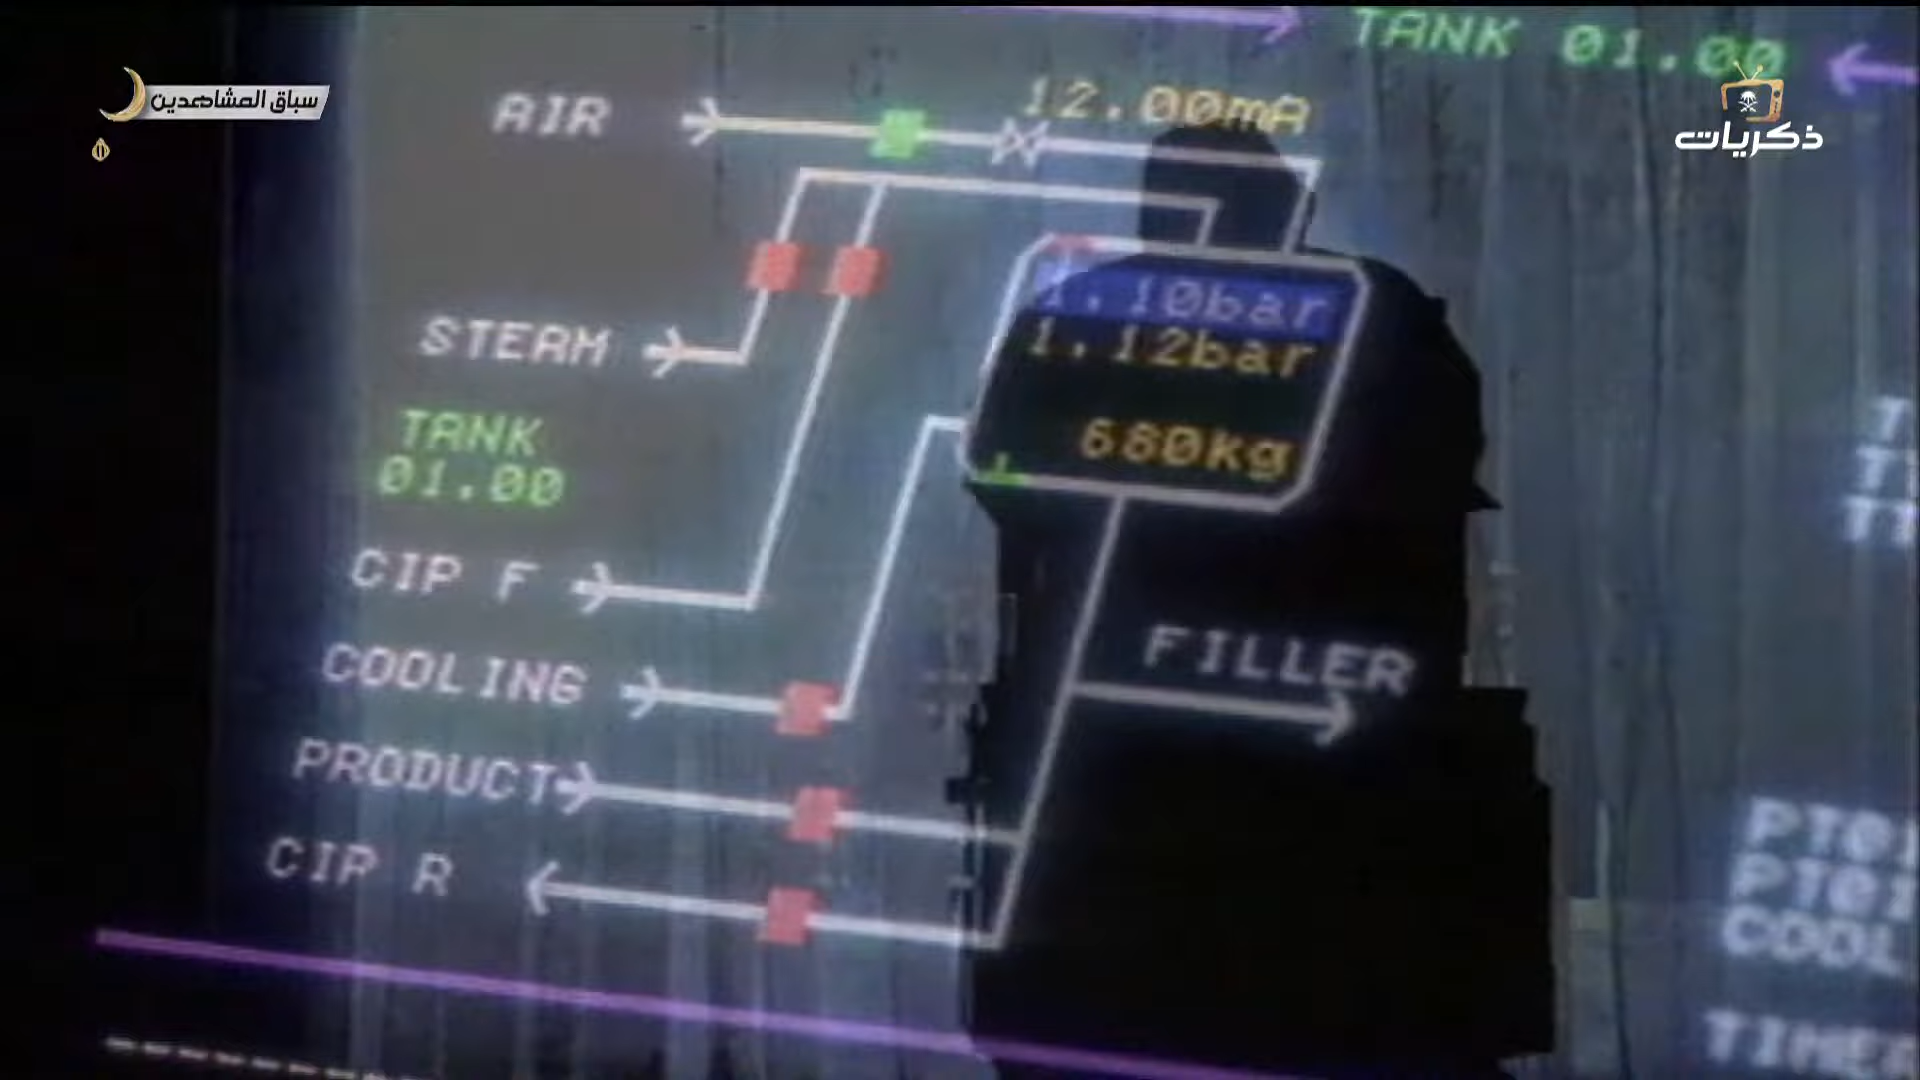 TANK 01.00
سباق المشاهدين
ذكريات
AIR
12.00mA
1.10bar
1.12bar
680kg
STEAM
TANK
01.00
CIP F
COOLING
FILLER
PRODUCT
CIP R